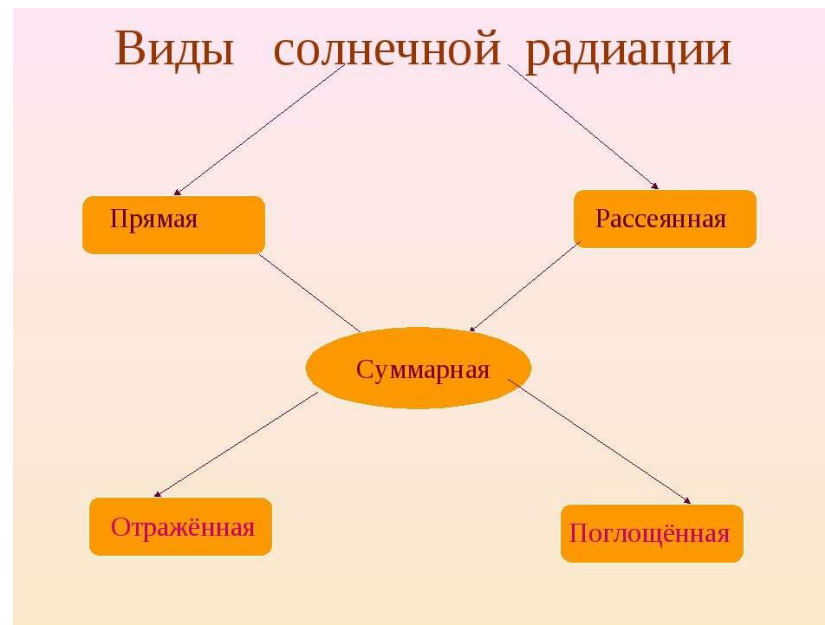 Виды солнечной радиации
Прямая
Рассеянная
Суммарная
Отражённая
Поглощённая